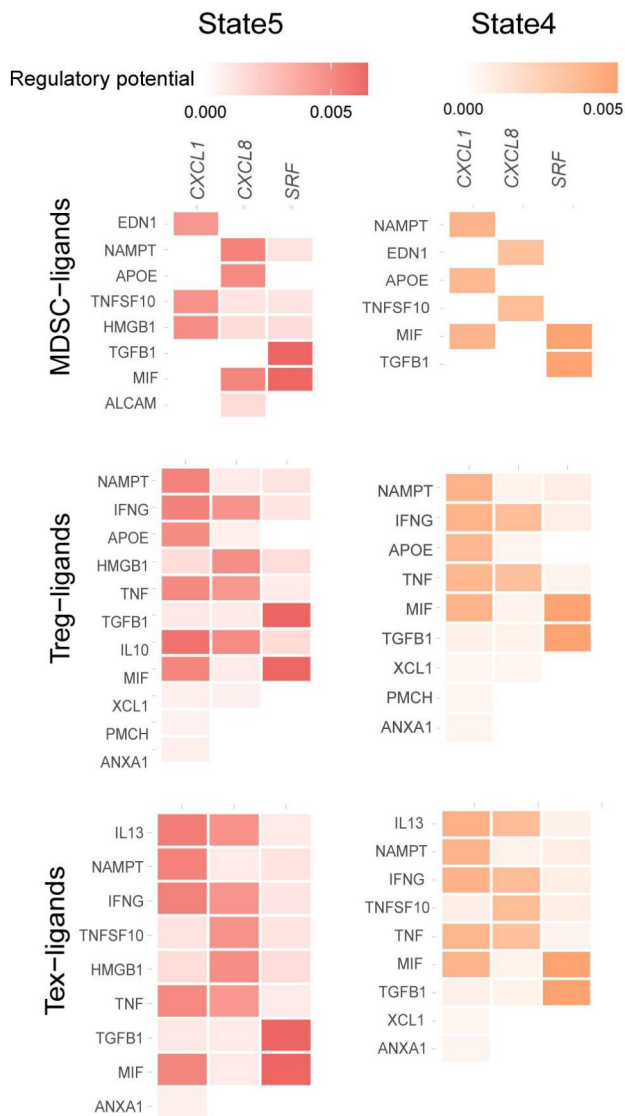 State5 State4
Regulatory potential
0.000 0.005 0.000 0.005
CXCL1 CXCL8 SRF CXCL1 CXCL8 SRF
MDSC-ligands
EDN1
NAMPT
APOE
TNFSF10
HMGB1
TGFB1
MIF
ALCAM
NAMPT
EDN1
APOE
TNFSF10
MIF
TGFB1
Treg-ligands
NAMPT
IFNG
APOE
HMGB1
TNF
TGFB1
IL10
MIF
XCL1
PMCH
ANXA1
NAMPT
IFNG
APOE
TNF
MIF
TGFB1
XCL1
PMCH
ANXA1
Tex-ligands
IL13
NAMPT
IFNG
TNFSF10
HMGB1
TNF
TGFB1
MIF
ANXA1
IL13
NAMPT
IFNG
TNFSF10
TNF
MIF
TGFB1
XCL1
ANXA1